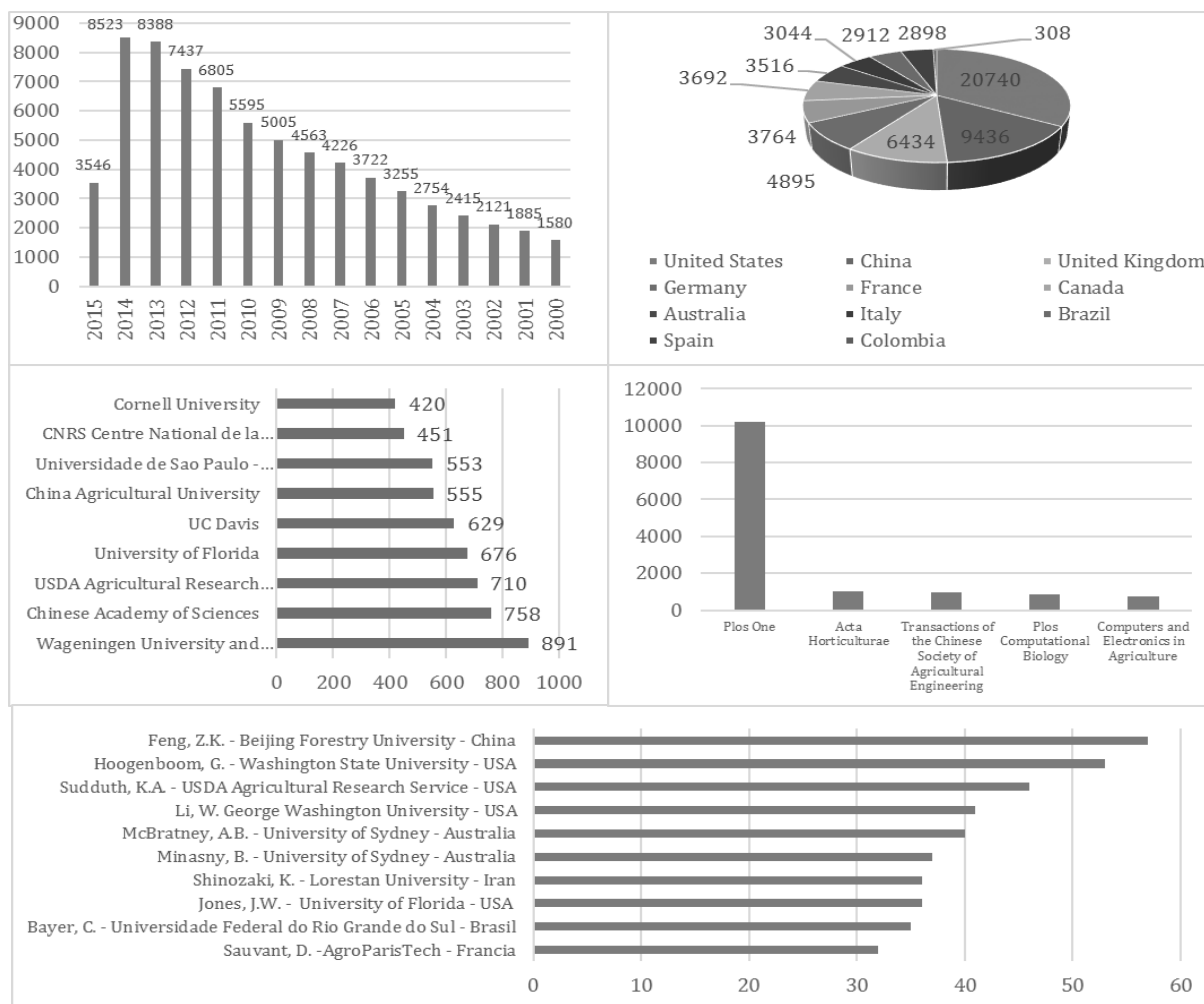 9000
8000
7000
6000
5000
4000
3000
2000
1000
0
3546
8523
8388
7437
6805
5595
5005
4563
4226
3722
3255
2754
2415
2121
1885
1580
2015
2014
2013
2012
2011
2010
2009
2008
2007
2006
2005
2004
2003
2002
2001
2000
3044 2912 2898 308
3516
3692
20740
3764 6434 9436
4895
United States China United Kingdom
Germany France Canada
Australia Italy Brazil
Spain Colombia
Cornell University 420
CNRS Centre National de la... 451
Universidade de Sao Paulo -... 553
China Agricultural University 555
UC Davis 629
University of Florida 676
USDA Agricultural Research... 710
Chinese Academy of Sciences 758
Wageningen University and... 891
0 200 400 600 800 1000
12000
10000
8000
6000
4000
2000
0
Plos One
Acta
Horticulturae
Transactions of
the Chinese
Society of
Agricultural
Engineering
Plos
Computational
Biology
Computers and
Electronics in
Agriculture
Feng, Z.K. - Beijing Forestry University - China
Hoogenboom, G. - Washington State University - USA
Sudduth, K.A. - USDA Agricultural Research Service - USA
Li, W. George Washington University - USA
McBratney, A.B. - University of Sydney - Australia
Minasny, B. - University of Sydney - Australia
Shinozaki, K. - Lorestan University - Iran
Jones, J.W. - University of Florida - USA
Bayer, C. - Universidade Federal do Rio Grande do Sul - Brasil
Sauvant, D. -AgroParisTech - Francia
0 10 20 30 40 50 60